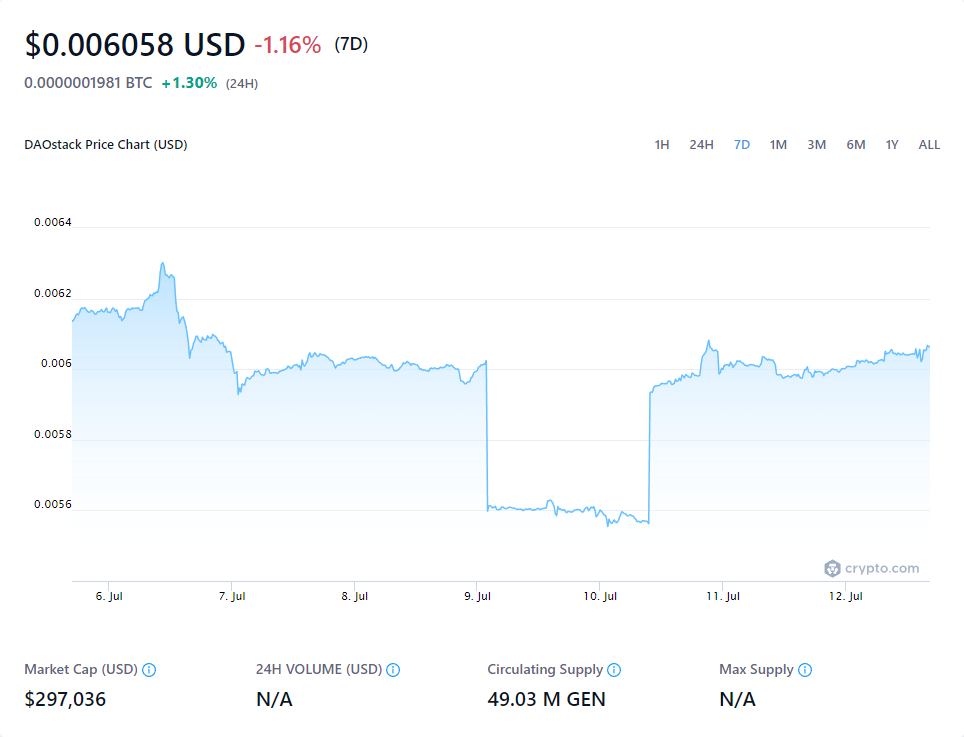 $0.006058 USD -1.16% (7D)
0.0000001981 BTC +1.30% (24H)
DAOstack Price Chart (USD) 1H 24H 7D 1M 3M 6M 1Y ALL
0.0064
0.0062
0.006
0.0058
0.0056
crypto.com
6. Jul 7. Jul 8. Jul 9. Jul 10. Jul 11. Jul 12. Jul
Market Cap (USD) 24H VOLUME (USD) Circulating Supply Max Supply
$297,036 N/A 49.03 M GEN N/A